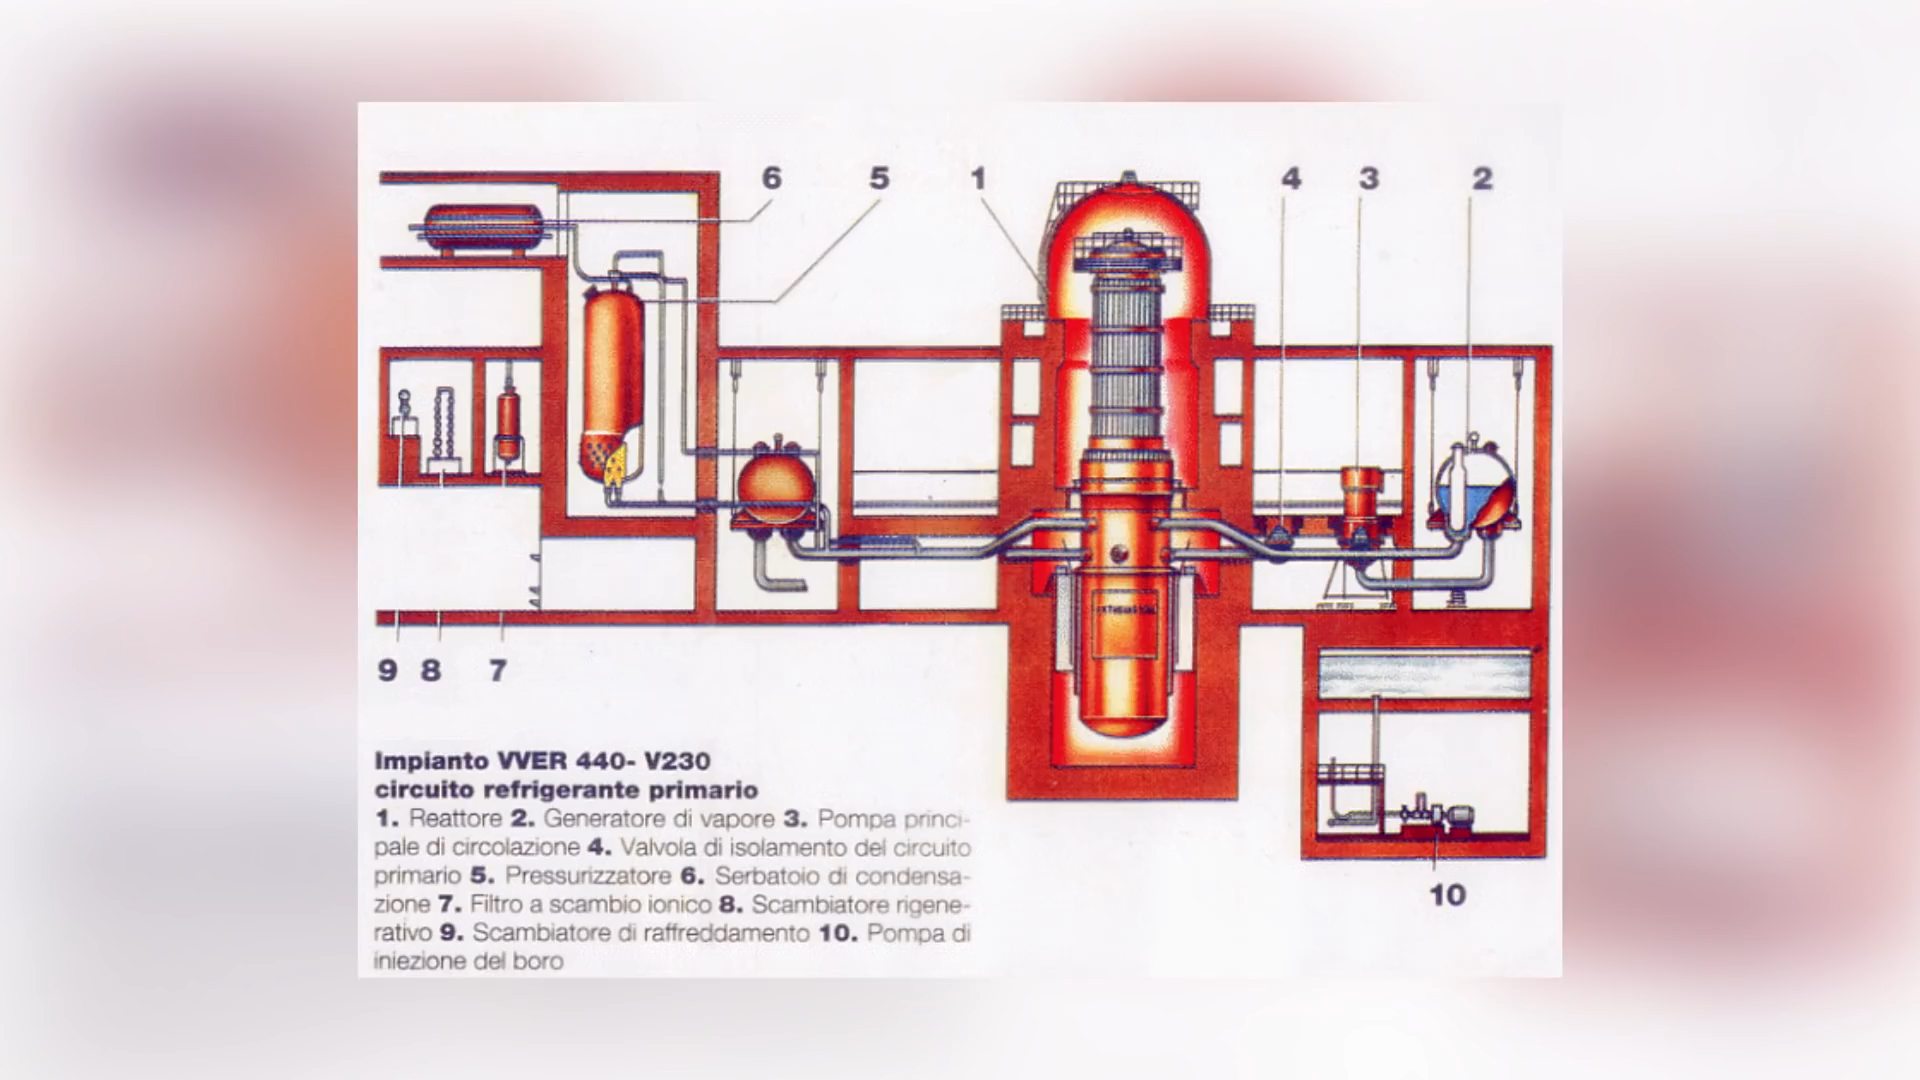 6 5 1 4 3 2
9 8 7
10
Impianto VVER 440- V230
circuito refrigerante primario
1. Reattore 2. Generatore di vapore 3. Pompa princi-
pale di circolazione 4. Valvola di isolamento del circuito
primario 5. Pressurizzatore 6. Serbatoio di condensa-
zione 7. Filtro a scambio ionico 8. Scambiatore rigene-
rativo 9. Scambiatore di raffreddamento 10. Pompa di
iniezione del boro